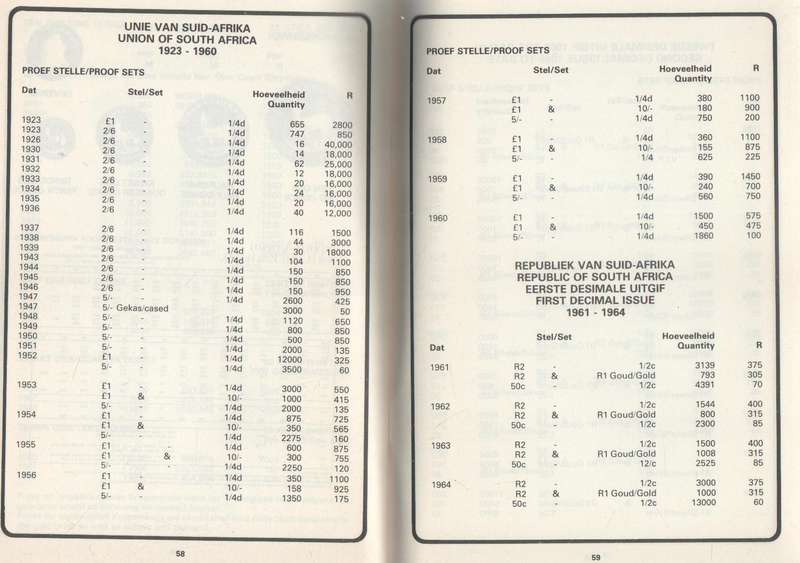 UNIE VAN SUID-AFRIKA
UNION OF SOUTH AFRICA
1923 - 1960
PROEF STELLE/PROOF SETS
Dat Stel/Set Hoeveelheid R
Quantity
1923 £1 - 1/4d 655 2800
1923 2/6 - 1/4d 747 850
1926 2/6 - 1/4d 16 40,000
1930 2/6 - 1/4d 14 18,000
1931 2/6 - 1/4d 62 25,000
1932 2/6 - 1/4d 12 18,000
1933 2/6 - 1/4d 20 16,000
1934 2/6 - 1/4d 24 16,000
1935 2/6 - 1/4d 20 16,000
1936 2/6 - 1/4d 40 12,000
1937 2/6 - 1/4d 116 1500
1938 2/6 - 1/4d 44 3000
1939 2/6 - 1/4d 30 18000
1943 2/6 - 1/4d 104 1100
1944 2/6 - 1/4d 150 850
1945 2/6 - 1/4d 150 850
1946 2/6 - 1/4d 150 950
1947 5/- - 1/4d 2600 425
1947 5/- Gekas/cased 3000 50
1948 5/- - 1/4d 1120 650
1949 5/- - 1/4d 800 850
1950 5/- - 1/4d 500 850
1951 5/- - 1/4d 2000 135
1952 £1 - 1/4d 12000 325
5/- - 1/4d 3500 60
1953 £1 - 1/4d 3000 550
£1 & 10/- 1000 415
5/- - 1/4d 2000 135
1954 £1 - 1/4d 875 725
£1 & 10/- 350 565
5/- - 1/4d 2275 160
1955 £1 - 1/4d 600 875
£1 & 10/- 300 755
5/- - 1/4d 2250 120
1956 £1 - 1/4d 350 1100
£1 & 10/- 158 925
5/- - 1/4d 1350 175
58
PROEF STELLE/PROOF SETS
Dat Stel/Set Hoeveelheid R
Quantity
1957 £1 - 1/4d 380 1100
£1 & 10/- 180 900
5/- - 1/4d 750 200
1958 £1 - 1/4d 360 1100
£1 & 10/- 155 875
5/- - 1/4 625 225
1959 £1 - 1/4d 390 1450
£1 & 10/- 240 700
5/- - 1/4d 560 750
1960 £1 - 1/4d 1500 575
£1 & 10/- 450 475
5/- - 1/4d 1860 100
REPUBLIEK VAN SUID-AFRIKA
REPUBLIC OF SOUTH AFRICA
EERSTE DESIMALE UITGIF
FIRST DECIMAL ISSUE
1961 - 1964
Stel/Set Hoeveelheid
Dat Quantity R
1961 R2 - 1/2c 3139 375
R2 & R1 Goud/Gold 793 305
50c - 1/2c 4391 70
1962 R2 - 1/2c 1544 400
R2 & R1 Goud/Gold 800 315
50c - 1/2c 2300 85
1963 R2 - 1/2c 1500 400
R2 & R1 Goud/Gold 1008 315
50c - 12/c 2525 85
1964 R2 - 1/2c 3000 375
R2 & R1 Goud/Gold 1000 315
50c - 1/2c 13000 60
59